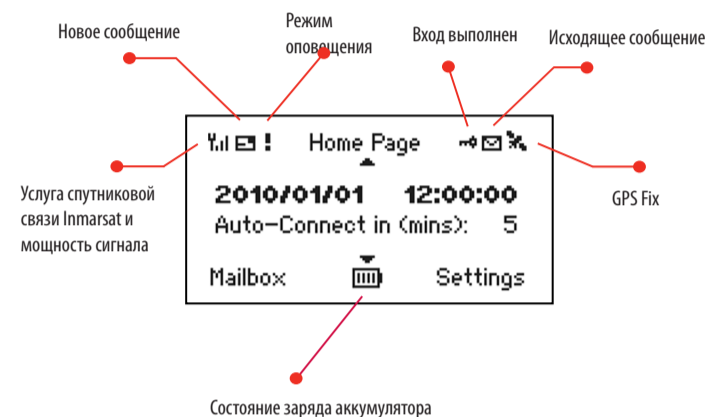 Новое сообщение
Режим
оповещения
Вход выполнен
Исходящее сообщение
Home Page
2010/01/01 12:00:00
Auto-Connect in (mins): 5
Mailbox Settings
Услуга спутниковой
связи Inmarsat и
мощность сигнала
GPS Fix
Состояние заряда аккумулятора